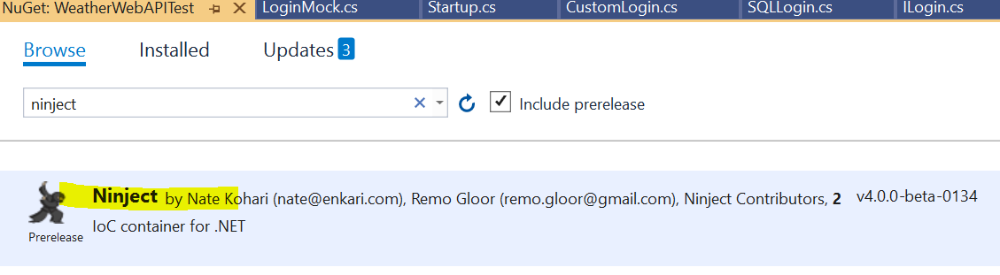 NuGet: WeatherWebAPITest LoginMock.cs Startup.cs CustomLogin.cs SQLLogin.cs ILogin.cs
Browse Installed Updates 3
ninject Include prerelease
Ninject by Nate Kohari (nate@enkari.com), Remo Gloor (remo.gloor@gmail.com), Ninject Contributors, 2 v4.0.0-beta-0134
IoC container for .NET
Prerelease